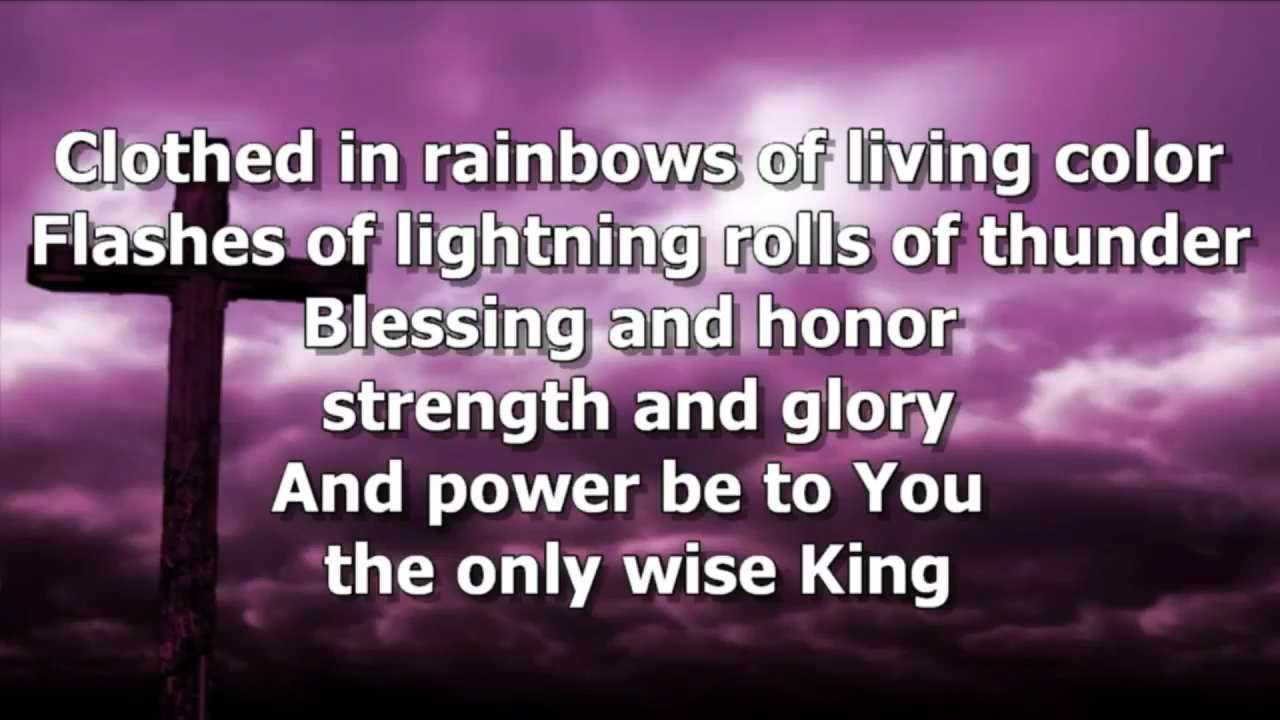 Clothed in rainbows of living color
Flashes of lightning rolls of thunder
Blessing and honor
strength and glory
And power be to You
the only wise King